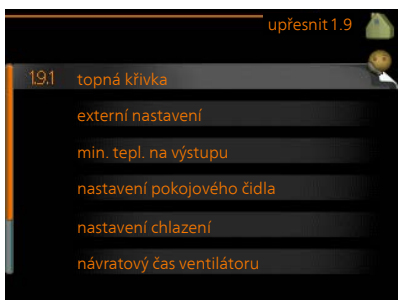 upřesnit 1.9
1.9.1 topná křivka
externí nastavení
min. tepl. na výstupu
nastavení pokojového čidla
nastavení chlazení
návratový čas ventilátoru